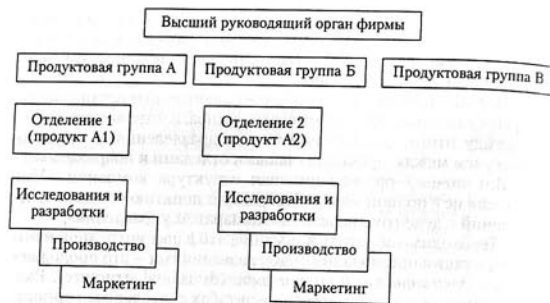 Высший руководящий орган фирмы
Продуктовая группа А
Продуктовая группа Б
Продуктовая группа В
Отделение 1
(продукт А1)
Отделение 2
(продукт А2)
Исследования и
разработки
Исследования и
разработки
Производство
Производство
Маркетинг
Маркетинг